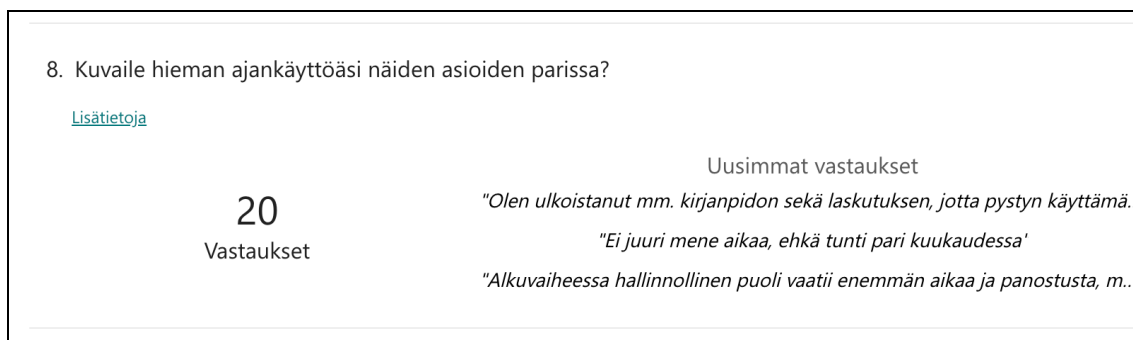 8. Kuvaile hieman ajankäyttöäsi näiden asioiden parissa?
Lisätietoja
20
Vastaukset
Uusimmat vastaukset
"Olen ulkoistanut mm. kirjanpidon sekä laskutuksen, jotta pystyn käyttämä.
"Ei juuri mene aikaa, ehkä tunti pari kuukaudessa'
"Alkuvaiheessa hallinnollinen puoli vaatii enemmän aikaa ja panostusta, m..